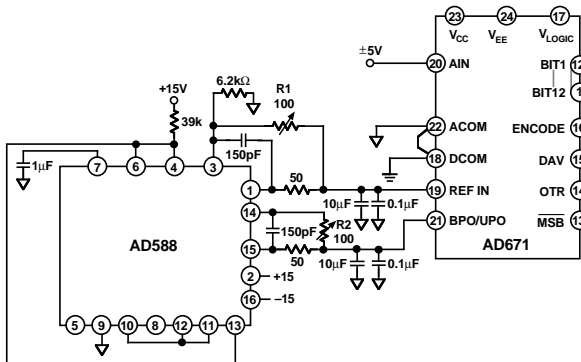 23 24 17
VCC VEE VLOGIC
±5V
20 AIN
BIT1 12
BIT12 1
22 ACOM
ENCODE 16
18 DCOM
DAV 15
19 REF IN
OTR 14
21 BPO/UPO
MSB 13
AD671
+15V
39k
6.2kΩ
R1
100
150pF
1μF
7 6 4 3
1
50
10μF 0.1μF
14
150pF
R2
100
15
50
10μF 0.1μF
2 +15
16 –15
AD588
5 9 10 8 12 11 13